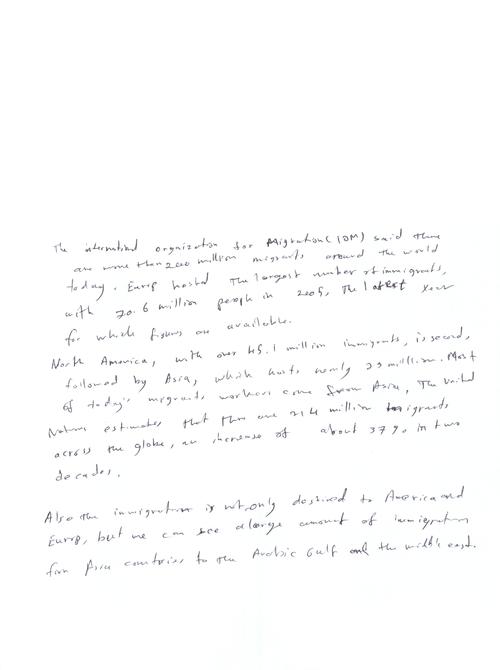 The international orgnization for Migration (IOM) said there
are more than 200 million migrants around the world
today. Europ hosted The largest number of immigrants,
with 70.6 million people in 2005, The latest year
for which figures are available.
North America, with over 45.1 million immigrants, is second,
followed by Asia, which hosts nearly 25 million. Most
of today's migrants workers come from Asia, The United
Nations estimates that there are 214 million migrants
across the globe, an increase of about 37% in two
decades.
Also the immigration is not only destined to America and
Europ, but we can see a large amount of immigration
from Asia countries to the Arabic Gulf and the middle east.